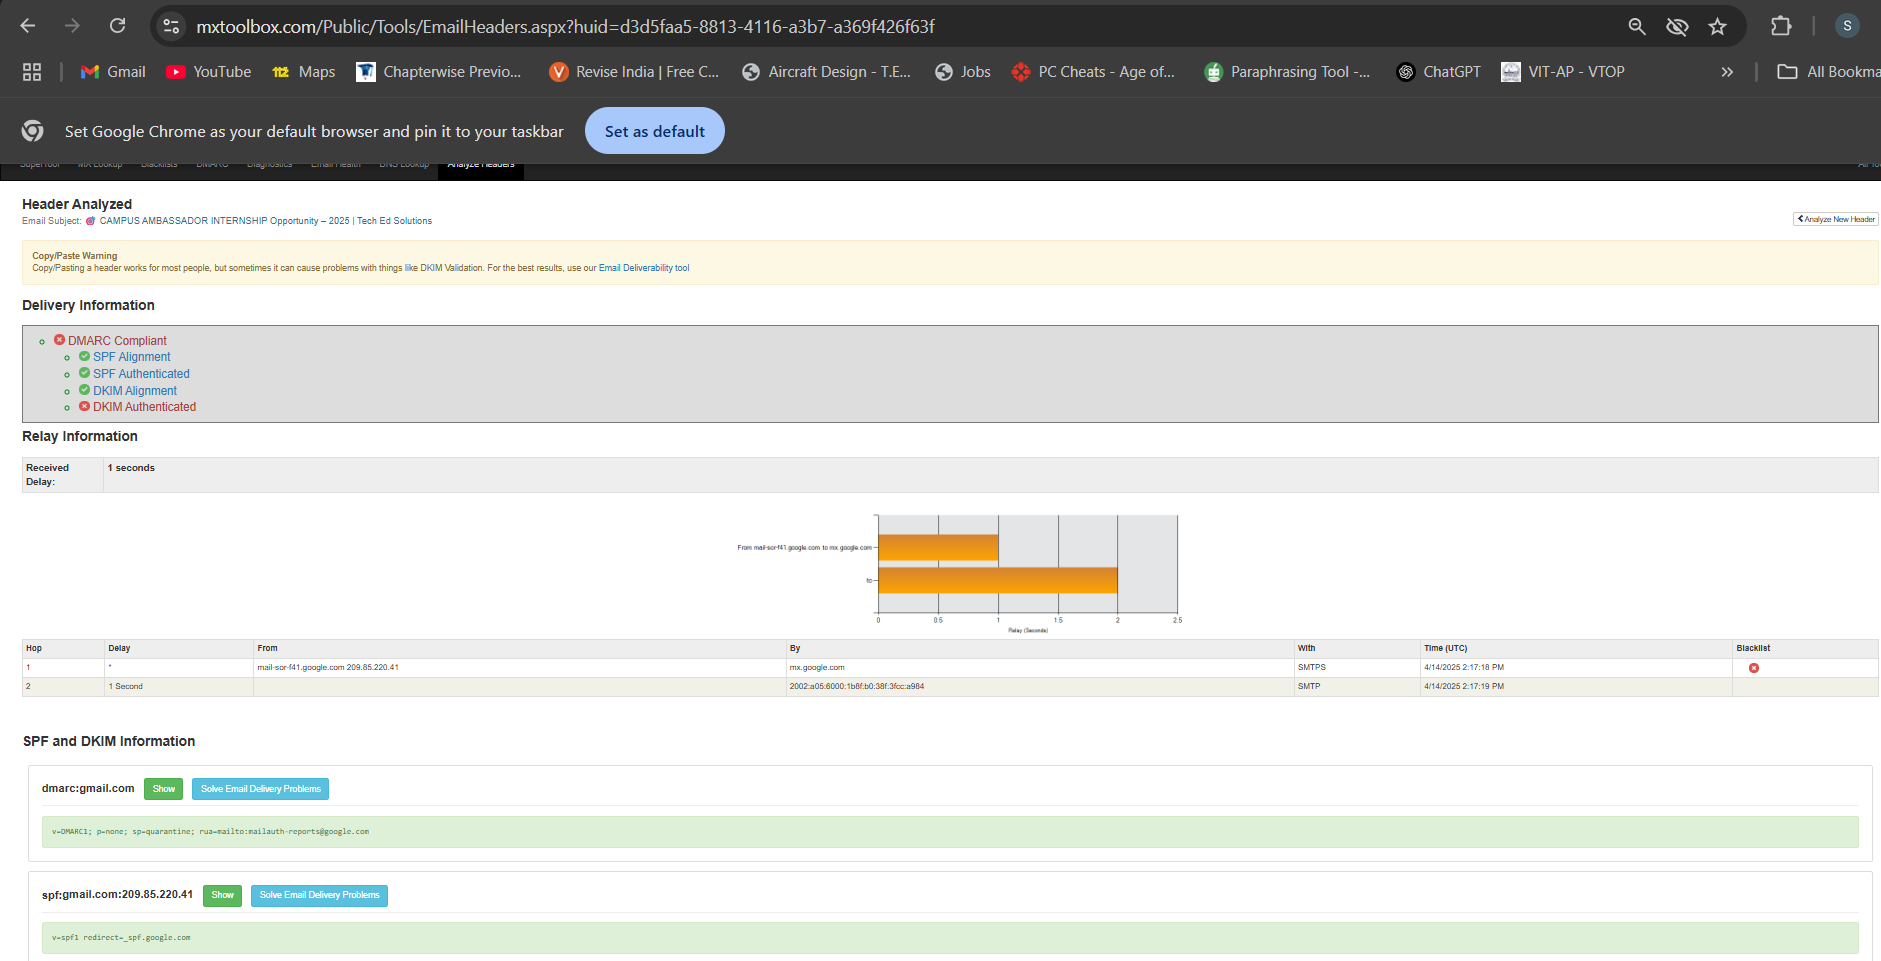 mxtoolbox.com/Public/Tools/EmailHeaders.aspx?huid=d3d5faa5-8813-4116-a3b7-a369f426f63f
S
Gmail YouTube 112 Maps Chapterwise Previo... Revise India | Free C... Aircraft Design - T.E... Jobs PC Cheats - Age of... Paraphrasing Tool -... ChatGPT VIT-AP - VTOP » All Bookma
Set Google Chrome as your default browser and pin it to your taskbar Set as default
SuperTool MX Lookup Blacklists DMARC Diagnostics Email Health DNS Lookup Analyze Headers
Header Analyzed
Email Subject: 🎯 CAMPUS AMBASSADOR INTERNSHIP Opportunity – 2025 | Tech Ed Solutions
Analyze New Header
Copy/Paste Warning
Copy/Pasting a header works for most people, but sometimes it can cause problems with things like DKIM Validation. For the best results, use our Email Deliverability tool
Delivery Information
DMARC Compliant
SPF Alignment
SPF Authenticated
DKIM Alignment
DKIM Authenticated
Relay Information
Received Delay: 1 seconds
From mail-sor-f41.google.com to mx.google.com
to
0 0.5 1 1.5 2 2.5
Relay (Seconds)
Hop Delay From By With Time (UTC) Blacklist
1 * mail-sor-f41.google.com 209.85.220.41 mx.google.com SMTPS 4/14/2025 2:17:18 PM
2 1 Second 2002:a05:6000:1b8f:b0:38f:3fcc:a984 SMTP 4/14/2025 2:17:19 PM
SPF and DKIM Information
dmarc:gmail.com Show Solve Email Delivery Problems
v=DMARC1; p=none; sp=quarantine; rua=mailto:mailauth-reports@google.com
spf:gmail.com:209.85.220.41 Show Solve Email Delivery Problems
v=spf1 redirect=_spf.google.com